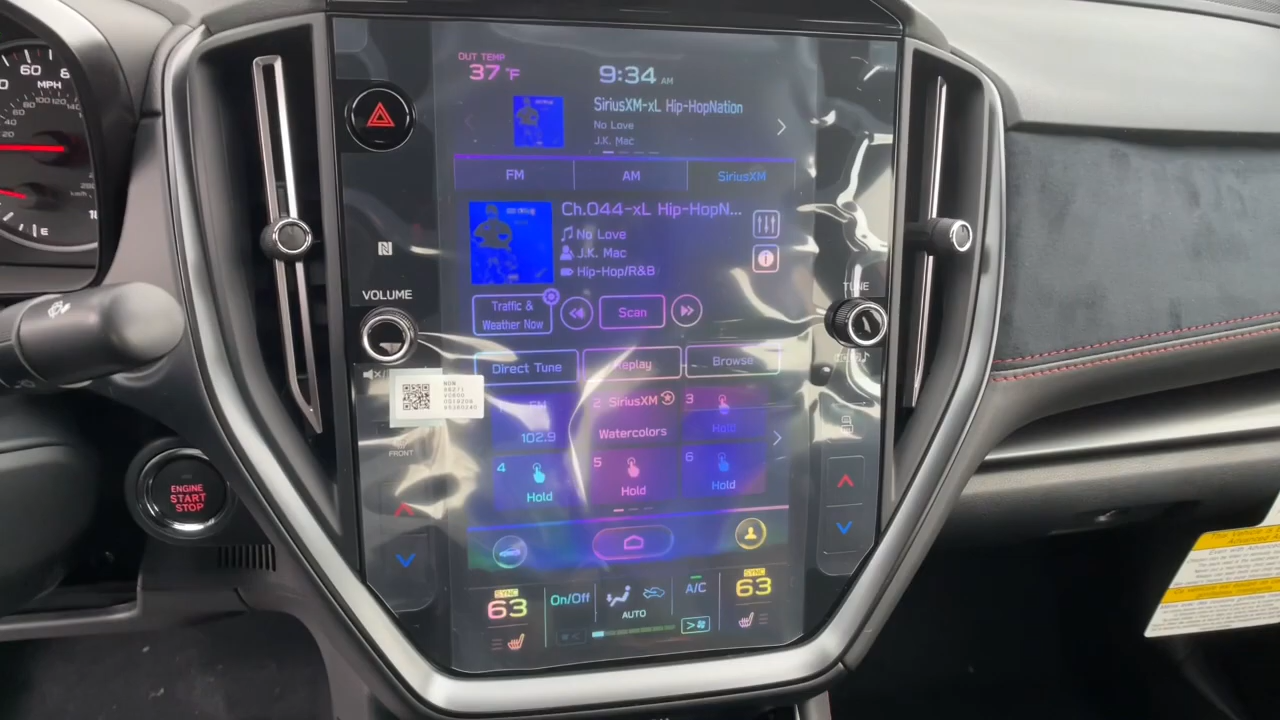 OUT TEMP
37 °F
9:34 AM
SiriusXM-xL Hip-HopNation
No Love
J.K. Mac
FM
AM
SiriusXM
Ch.044-xL Hip-HopN...
No Love
J.K. Mac
Hip-Hop/R&B
Traffic &
Weather Now
Scan
Direct Tune
Replay
Browse
FM
102.9
2 SiriusXM
Watercolors
3
Hold
4
Hold
5
Hold
6
Hold
SYNC
63
On/Off
AUTO
A/C
SYNC
63
VOLUME
TUNE
FRONT
ENGINE
START
STOP
60
MPH
E